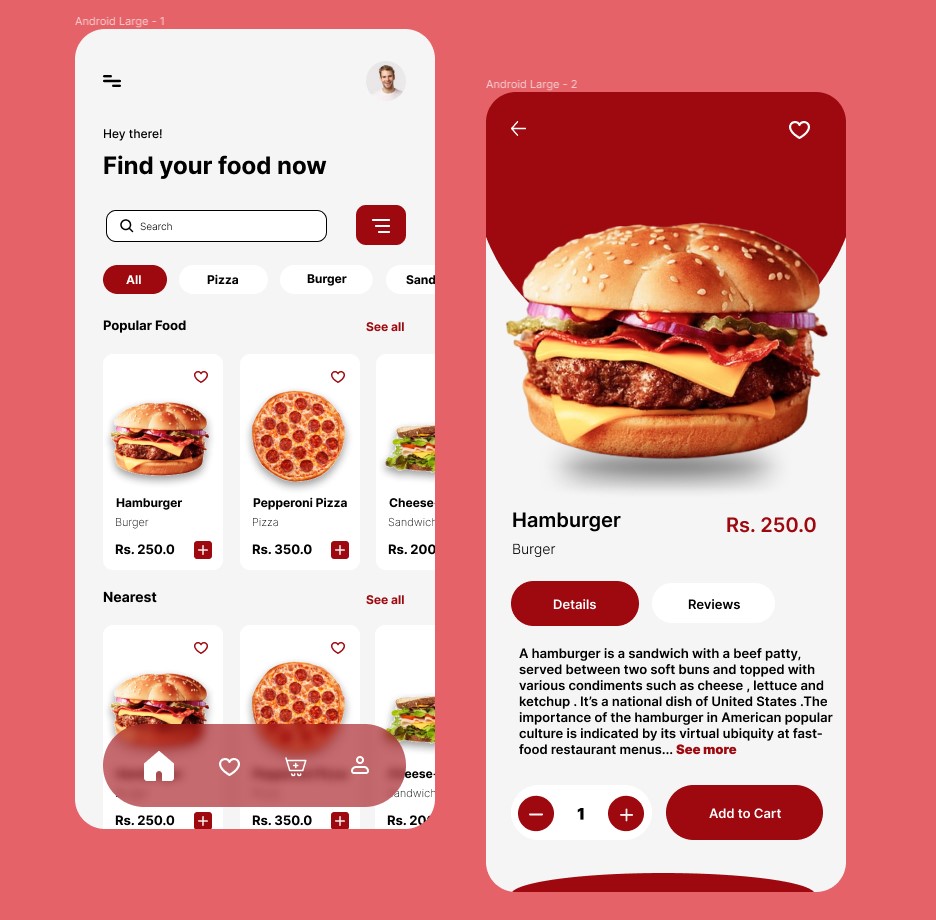 Android Large - 1
Hey there!
Find your food now
Search
All
Pizza
Burger
Sand
Popular Food
See all
Hamburger
Burger
Rs. 250.0
Pepperoni Pizza
Pizza
Rs. 350.0
Cheese-
Sandwich
Rs. 200
Nearest
See all
Rs. 250.0
Rs. 350.0
Cheese-
Sandwich
Rs. 200
Android Large - 2
Hamburger
Rs. 250.0
Burger
Details
Reviews
A hamburger is a sandwich with a beef patty,
served between two soft buns and topped with
various condiments such as cheese , lettuce and
ketchup . It’s a national dish of United States .The
importance of the hamburger in American popular
culture is indicated by its virtual ubiquity at fast-
food restaurant menus... See more
1
Add to Cart